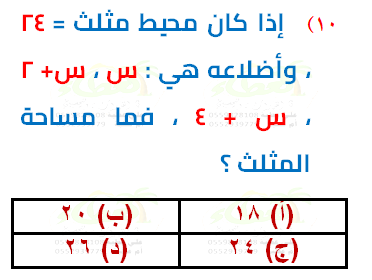 ١٠) إذا كان محيط مثلث = ٢٤
، وأضلاعه هي : س ، س+ ٢
، س + ٤ ، فما مساحة
المثلث ؟
(أ) ١٨ (ب) ٢٠
(ج) ٢٤ (د) ٢٦